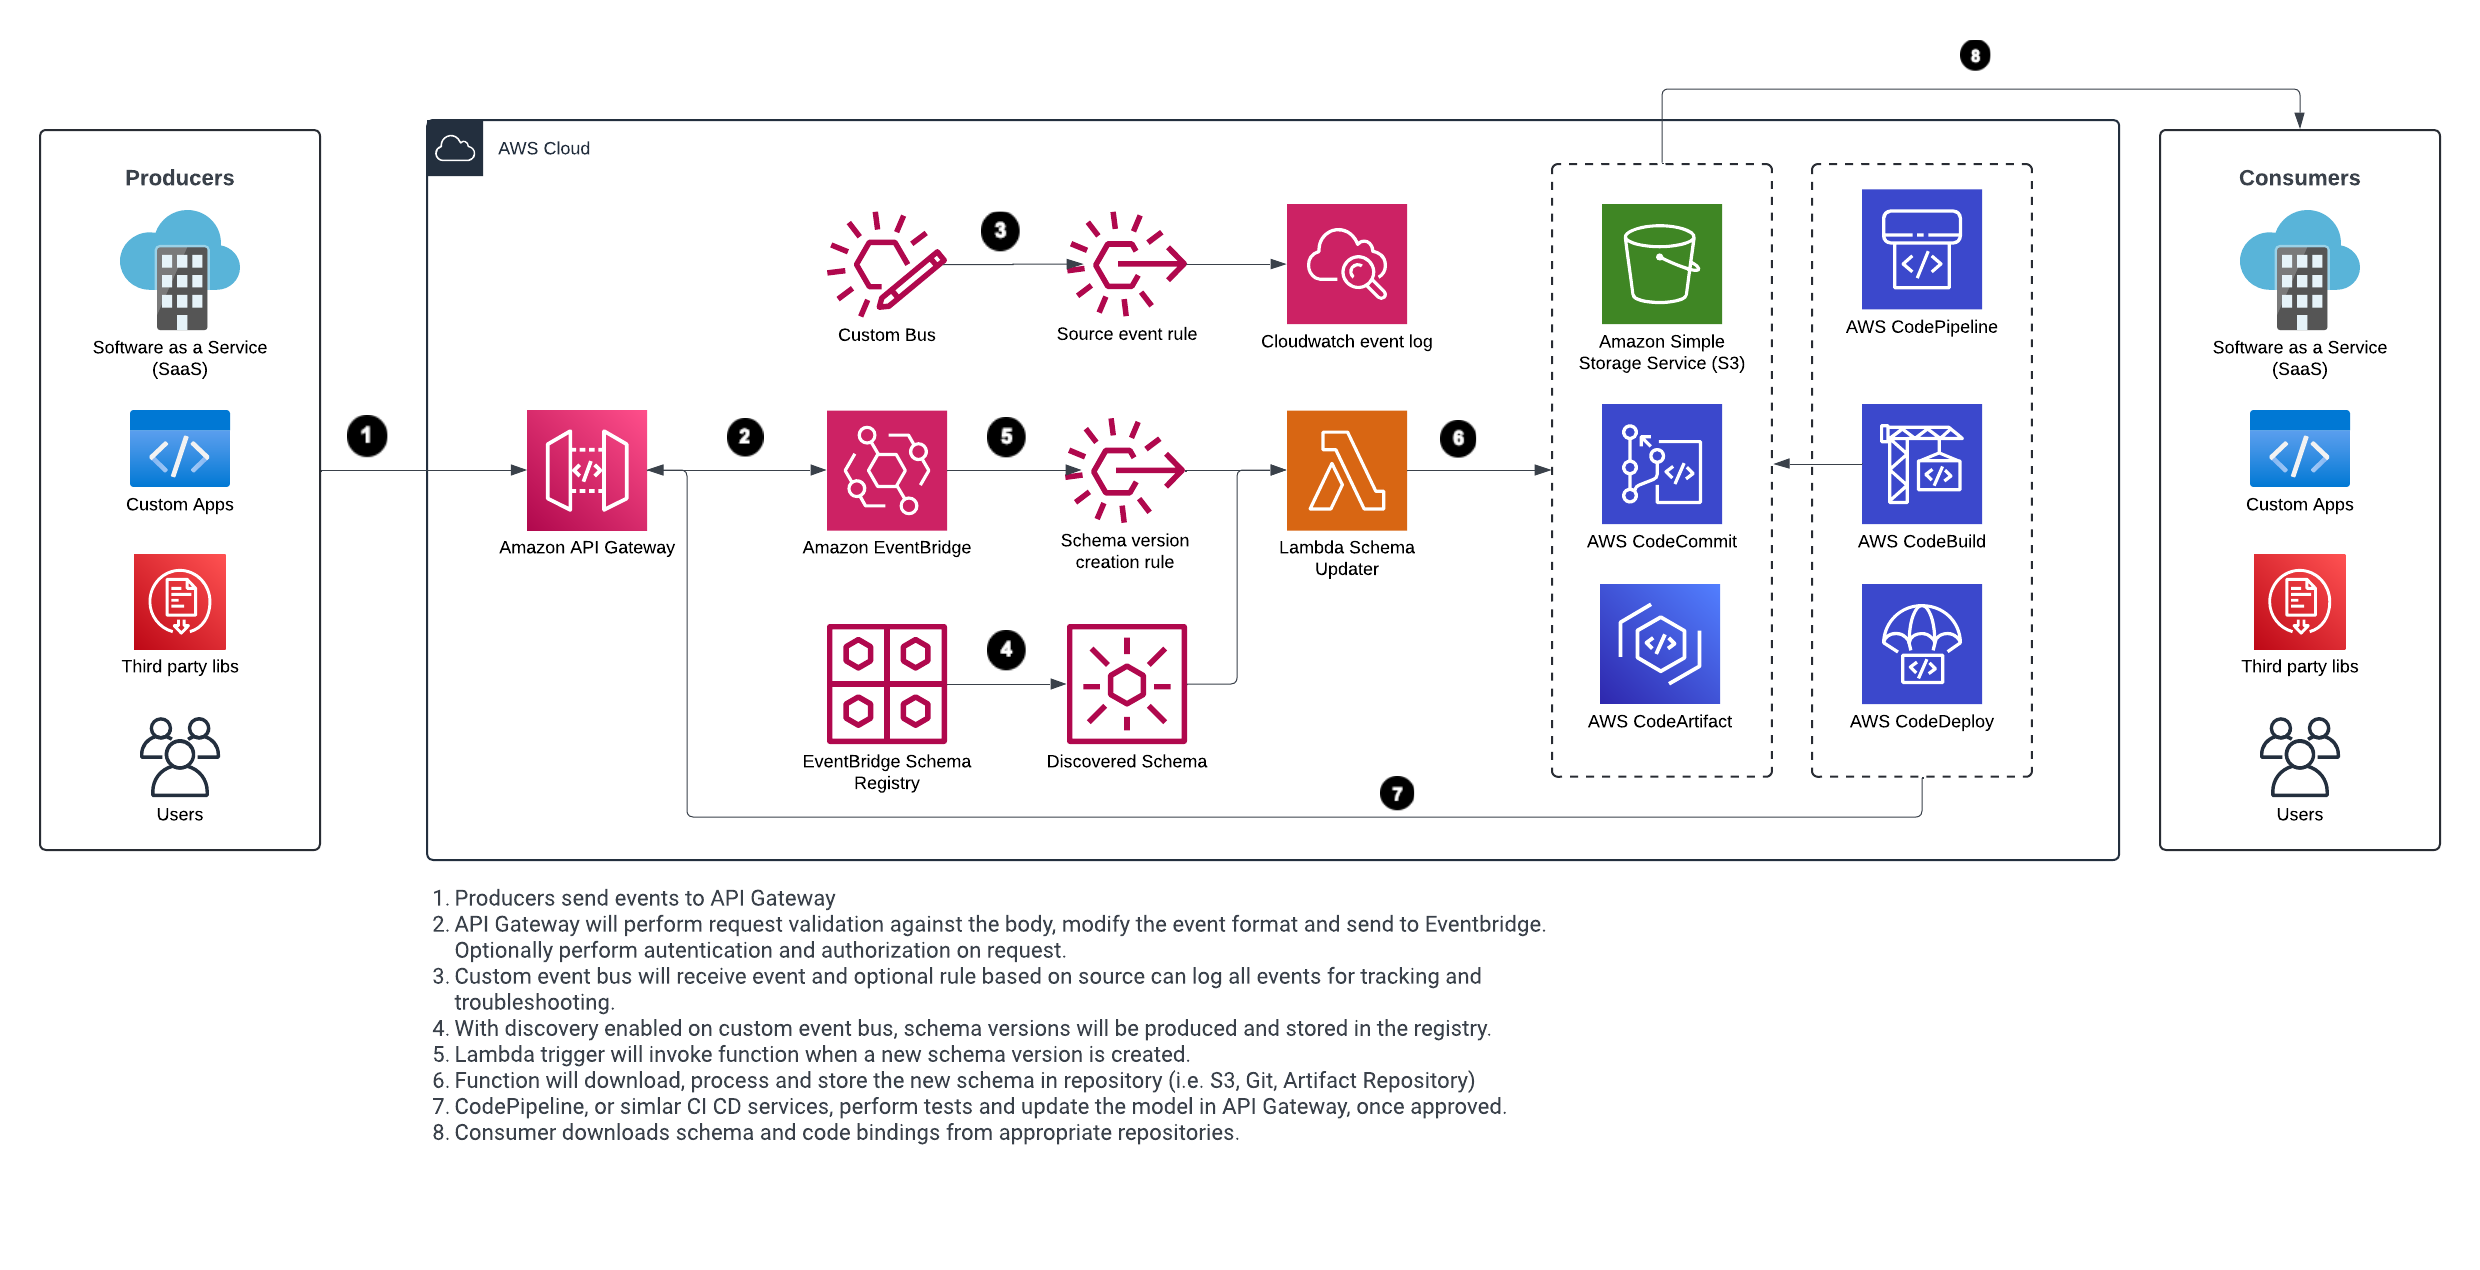 8
AWS Cloud
Producers
Consumers
3
Custom Bus
Source event rule
Cloudwatch event log
Amazon Simple
Storage Service (S3)
AWS CodePipeline
Software as a Service
(SaaS)
Software as a Service
(SaaS)
1
2
5
6
Custom Apps
Amazon API Gateway
Amazon EventBridge
Schema version
creation rule
Lambda Schema
Updater
AWS CodeCommit
AWS CodeBuild
Custom Apps
4
Third party libs
EventBridge Schema
Registry
Discovered Schema
AWS CodeArtifact
AWS CodeDeploy
Third party libs
7
Users
Users
1. Producers send events to API Gateway
2. API Gateway will perform request validation against the body, modify the event format and send to Eventbridge.
Optionally perform autentication and authorization on request.
3. Custom event bus will receive event and optional rule based on source can log all events for tracking and
troubleshooting.
4. With discovery enabled on custom event bus, schema versions will be produced and stored in the registry.
5. Lambda trigger will invoke function when a new schema version is created.
6. Function will download, process and store the new schema in repository (i.e. S3, Git, Artifact Repository)
7. CodePipeline, or simlar CI CD services, perform tests and update the model in API Gateway, once approved.
8. Consumer downloads schema and code bindings from appropriate repositories.